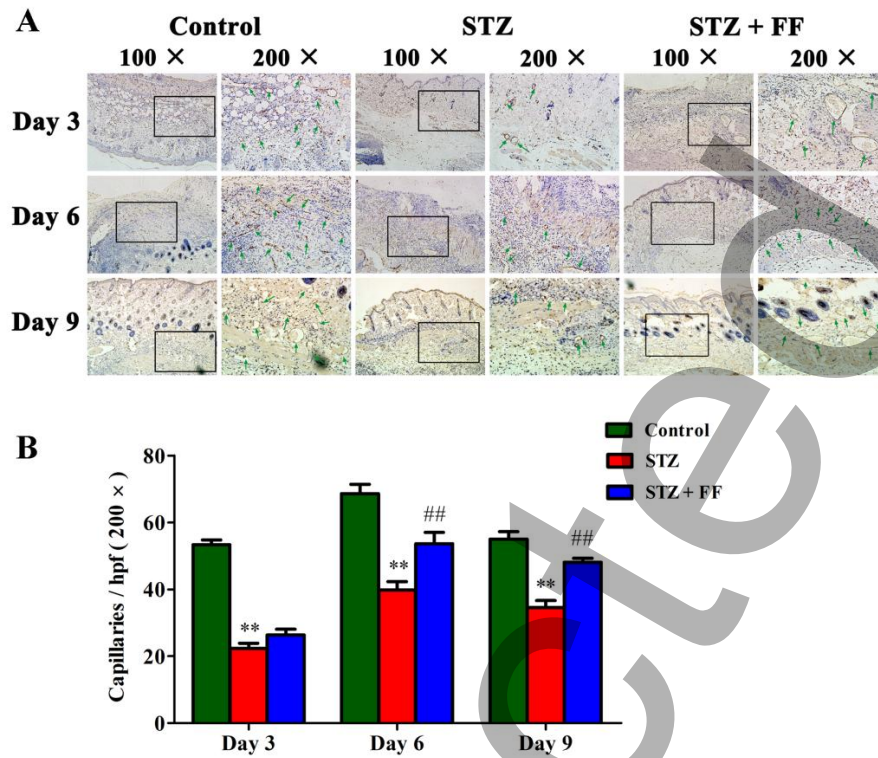 A
Control STZ STZ + FF
100 × 200 × 100 × 200 × 100 × 200 ×
Day 3
Day 6
Day 9
B
Control
STZ
STZ + FF
Capillaries / hpf ( 200 × )
80
60
40
20
0
**
**
##
**
##
Day 3 Day 6 Day 9
cted